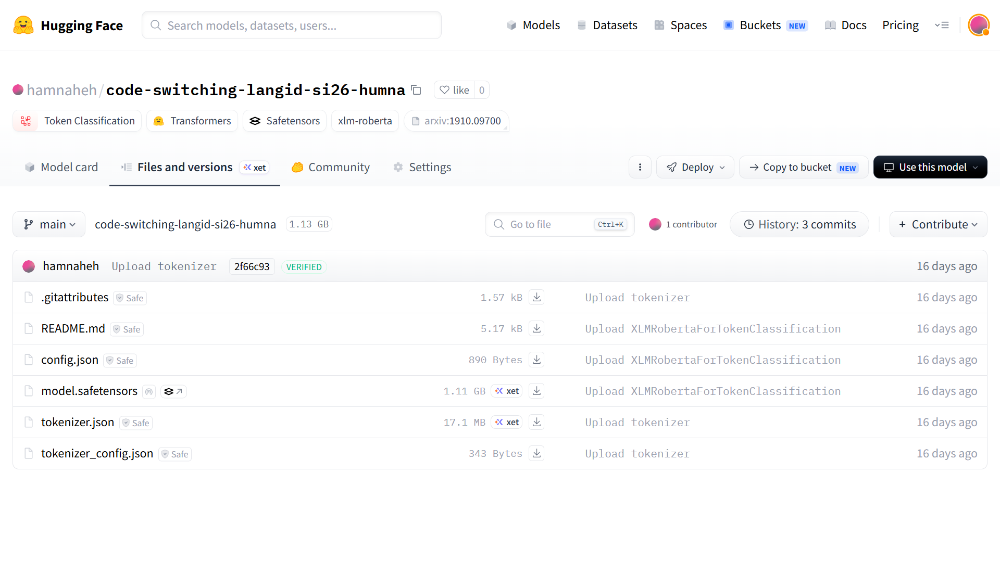 Hugging Face
Search models, datasets, users...
Models
Datasets
Spaces
Buckets NEW
Docs
Pricing
hamnaheh/code-switching-langid-si26-humna
like 0
Token Classification
Transformers
Safetensors
xlm-roberta
arxiv:1910.09700
Model card
Files and versions xet
Community
Settings
Deploy
Copy to bucket NEW
Use this model
main
code-switching-langid-si26-humna 1.13 GB
Go to file Ctrl+K
1 contributor
History: 3 commits
+ Contribute
hamnaheh Upload tokenizer 2f66c93 VERIFIED 16 days ago
.gitattributes Safe 1.57 kB Upload tokenizer 16 days ago
README.md Safe 5.17 kB Upload XLMRobertaForTokenClassification 16 days ago
config.json Safe 890 Bytes Upload XLMRobertaForTokenClassification 16 days ago
model.safetensors 1.11 GB xet Upload XLMRobertaForTokenClassification 16 days ago
tokenizer.json Safe 17.1 MB xet Upload tokenizer 16 days ago
tokenizer_config.json Safe 343 Bytes Upload tokenizer 16 days ago